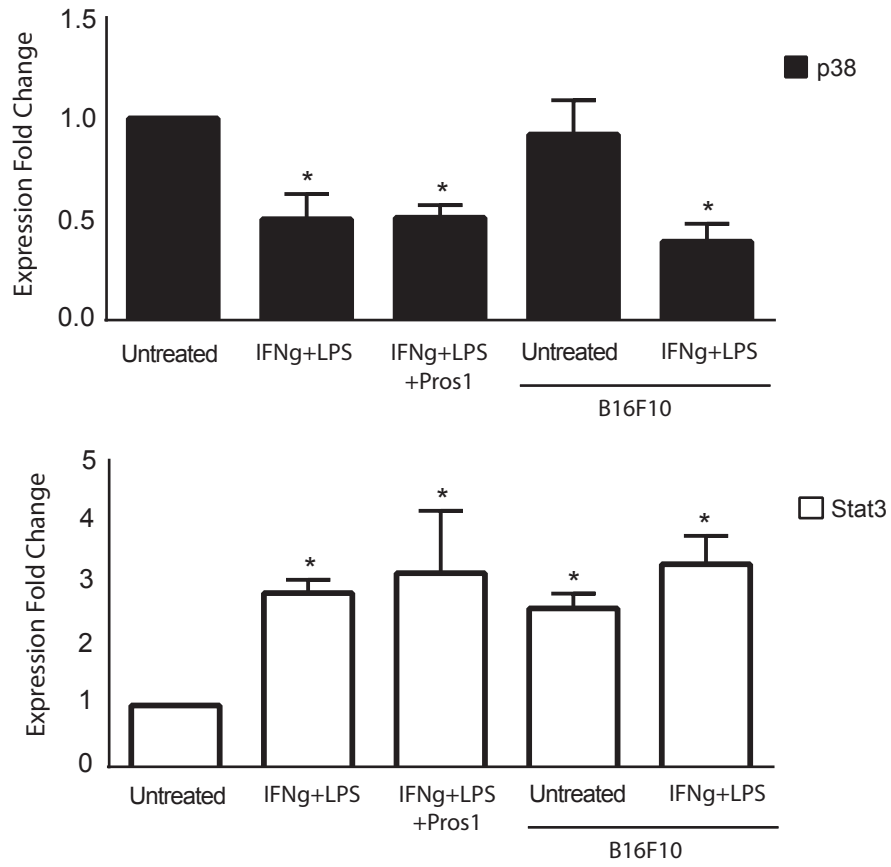 1.5
Expression Fold Change
p38
1.0
*
*
*
0.5
0.0
Untreated
IFNg+LPS
IFNg+LPS
+Pros1
Untreated
IFNg+LPS
B16F10
5
Expression Fold Change
Stat3
4
*
*
*
*
3
2
1
0
Untreated
IFNg+LPS
IFNg+LPS
+Pros1
Untreated
IFNg+LPS
B16F10